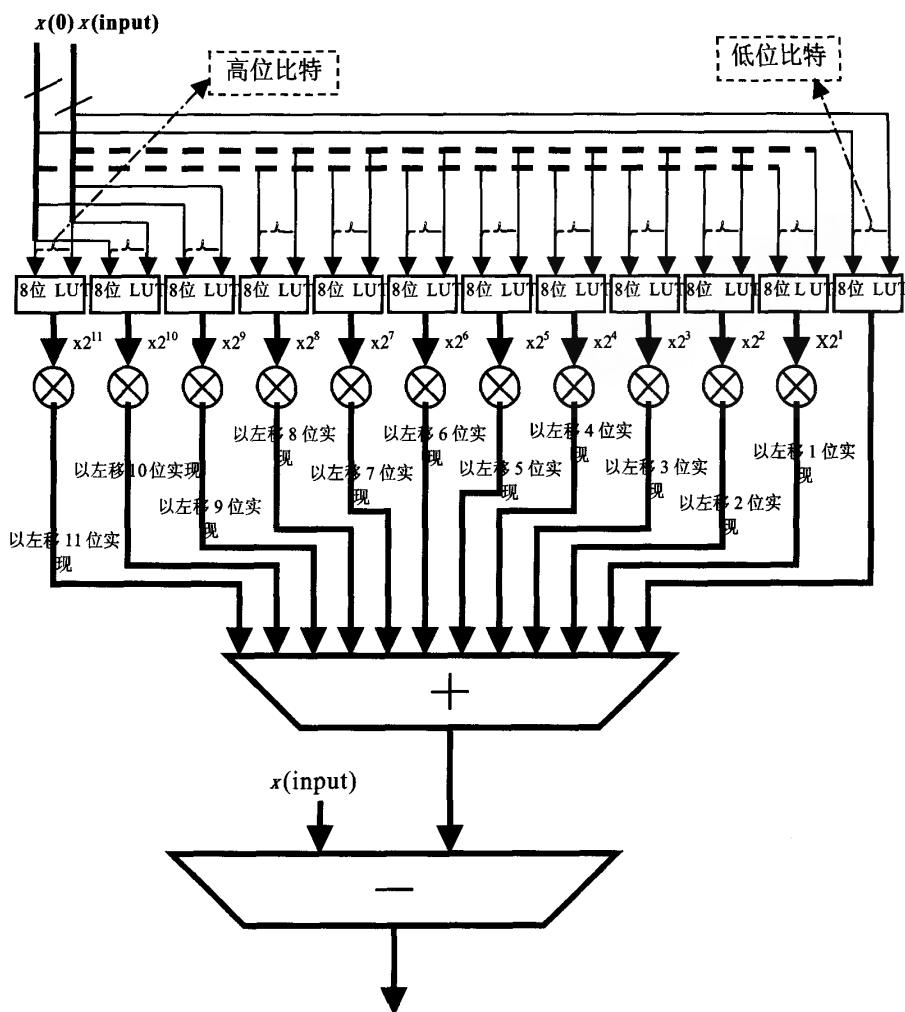 x(0) x(input)
高位比特
低位比特
8位 LUT
8位 LUT
8位 LUT
8位 LUT
8位 LUT
8位 LUT
8位 LUT
8位 LUT
8位 LUT
8位 LUT
8位 LUT
8位 LUT
x2¹¹
x2¹⁰
x2⁹
x2⁸
x2⁷
x2⁶
x2⁵
x2⁴
x2³
x2²
X2¹
以左移 8 位实
现
以左移 6 位实
现
以左移 4 位实
现
以左移 1 位实
现
以左移 10 位实现
以左移 7 位实
现
以左移 5 位实
现
以左移 3 位实
现
以左移 9 位实
现
以左移 2 位实
现
以左移 11 位实
现
+
x(input)
−